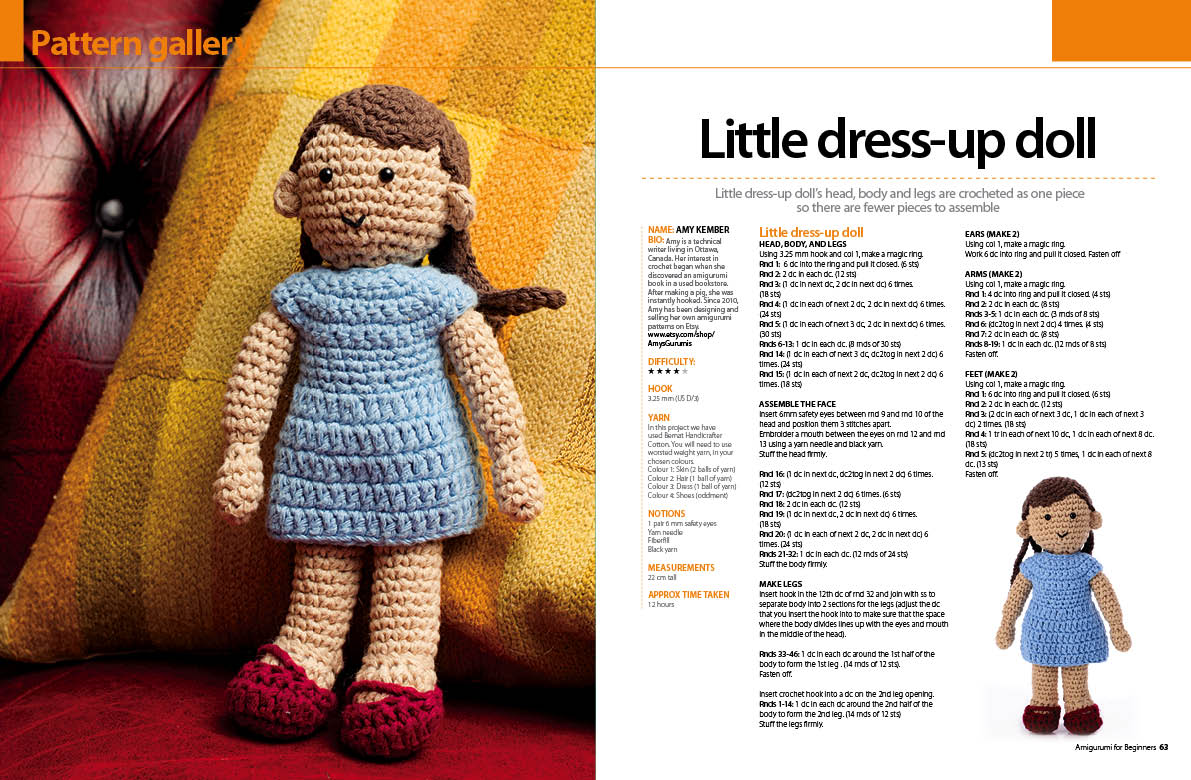 Pattern gallery
Little dress-up doll
Little dress-up doll's head, body and legs are crocheted as one piece
so there are fewer pieces to assemble
NAME: AMY KEMBER
BIO: Amy is a technical
writer living in Ottawa,
Canada. Her interest in
crochet began when she
discovered an amigurumi
book in a used bookstore.
After making a pig, she was
instantly hooked. Since 2010,
Amy has been designing and
selling her own amigurumi
patterns on Etsy.
www.etsy.com/shop/
AmysGurumis
DIFFICULTY:
★★★★★
HOOK
3.25 mm (US D/3)
YARN
In this project we have
used Bernat Handicrafter
Cotton. You will need to use
worsted weight yarn, in your
chosen colours.
Colour 1: Skin (2 balls of yarn)
Colour 2: Hair (1 ball of yarn)
Colour 3: Dress (1 ball of yarn)
Colour 4: Shoes (oddment)
NOTIONS
1 pair 6 mm safety eyes
Yarn needle
Fiberfill
Black yarn
MEASUREMENTS
22 cm tall
APPROX TIME TAKEN
12 hours
Little dress-up doll
HEAD, BODY, AND LEGS
Using 3.25 mm hook and col 1, make a magic ring.
Rnd 1: 6 dc into the ring and pull it closed. (6 sts)
Rnd 2: 2 dc in each dc. (12 sts)
Rnd 3: (1 dc in next dc, 2 dc in next dc) 6 times.
(18 sts)
Rnd 4: (1 dc in each of next 2 dc, 2 dc in next dc) 6 times.
(24 sts)
Rnd 5: (1 dc in each of next 3 dc, 2 dc in next dc) 6 times.
(30 sts)
Rnds 6-13: 1 dc in each dc. (8 rnds of 30 sts)
Rnd 14: (1 dc in each of next 3 dc, dc2tog in next 2 dc) 6
times. (24 sts)
Rnd 15: (1 dc in each of next 2 dc, dc2tog in next 2 dc) 6
times. (18 sts)
ASSEMBLE THE FACE
Insert 6mm safety eyes between rnd 9 and rnd 10 of the
head and position them 3 stitches apart.
Embroider a mouth between the eyes on rnd 12 and rnd
13 using a yarn needle and black yarn.
Stuff the head firmly.
Rnd 16: (1 dc in next dc, dc2tog in next 2 dc) 6 times.
(12 sts)
Rnd 17: (dc2tog in next 2 dc) 6 times. (6 sts)
Rnd 18: 2 dc in each dc. (12 sts)
Rnd 19: (1 dc in next dc, 2 dc in next dc) 6 times.
(18 sts)
Rnd 20: (1 dc in each of next 2 dc, 2 dc in next dc) 6
times. (24 sts)
Rnds 21-32: 1 dc in each dc. (12 rnds of 24 sts)
Stuff the body firmly.
MAKE LEGS
Insert hook in the 12th dc of rnd 32 and join with ss to
separate body into 2 sections for the legs (adjust the dc
that you insert the hook into to make sure that the space
where the body divides lines up with the eyes and mouth
in the middle of the head).
Rnds 33-46: 1 dc in each dc around the 1st half of the
body to form the 1st leg . (14 rnds of 12 sts).
Fasten off.
Insert crochet hook into a dc on the 2nd leg opening.
Rnds 1-14: 1 dc in each dc around the 2nd half of the
body to form the 2nd leg. (14 rnds of 12 sts)
Stuff the legs firmly.
EARS (MAKE 2)
Using col 1, make a magic ring.
Work 6 dc into ring and pull it closed. Fasten off
ARMS (MAKE 2)
Using col 1, make a magic ring.
Rnd 1: 4 dc into ring and pull it closed. (4 sts)
Rnd 2: 2 dc in each dc. (8 sts)
Rnds 3-5: 1 dc in each dc. (3 rnds of 8 sts)
Rnd 6: (dc2tog in next 2 dc) 4 times. (4 sts)
Rnd 7: 2 dc in each dc. (8 sts)
Rnds 8-19: 1 dc in each dc. (12 rnds of 8 sts)
Fasten off.
FEET (MAKE 2)
Using col 1, make a magic ring.
Rnd 1: 6 dc into ring and pull it closed. (6 sts)
Rnd 2: 2 dc in each dc. (12 sts)
Rnd 3: (2 dc in each of next 3 dc, 1 dc in each of next 3
dc) 2 times. (18 sts)
Rnd 4: 1 tr in each of next 10 dc, 1 dc in each of next 8 dc.
(18 sts)
Rnd 5: (dc2tog in next 2 tr) 5 times, 1 dc in each of next 8
dc. (13 sts)
Fasten off.
Amigurumi for Beginners 63